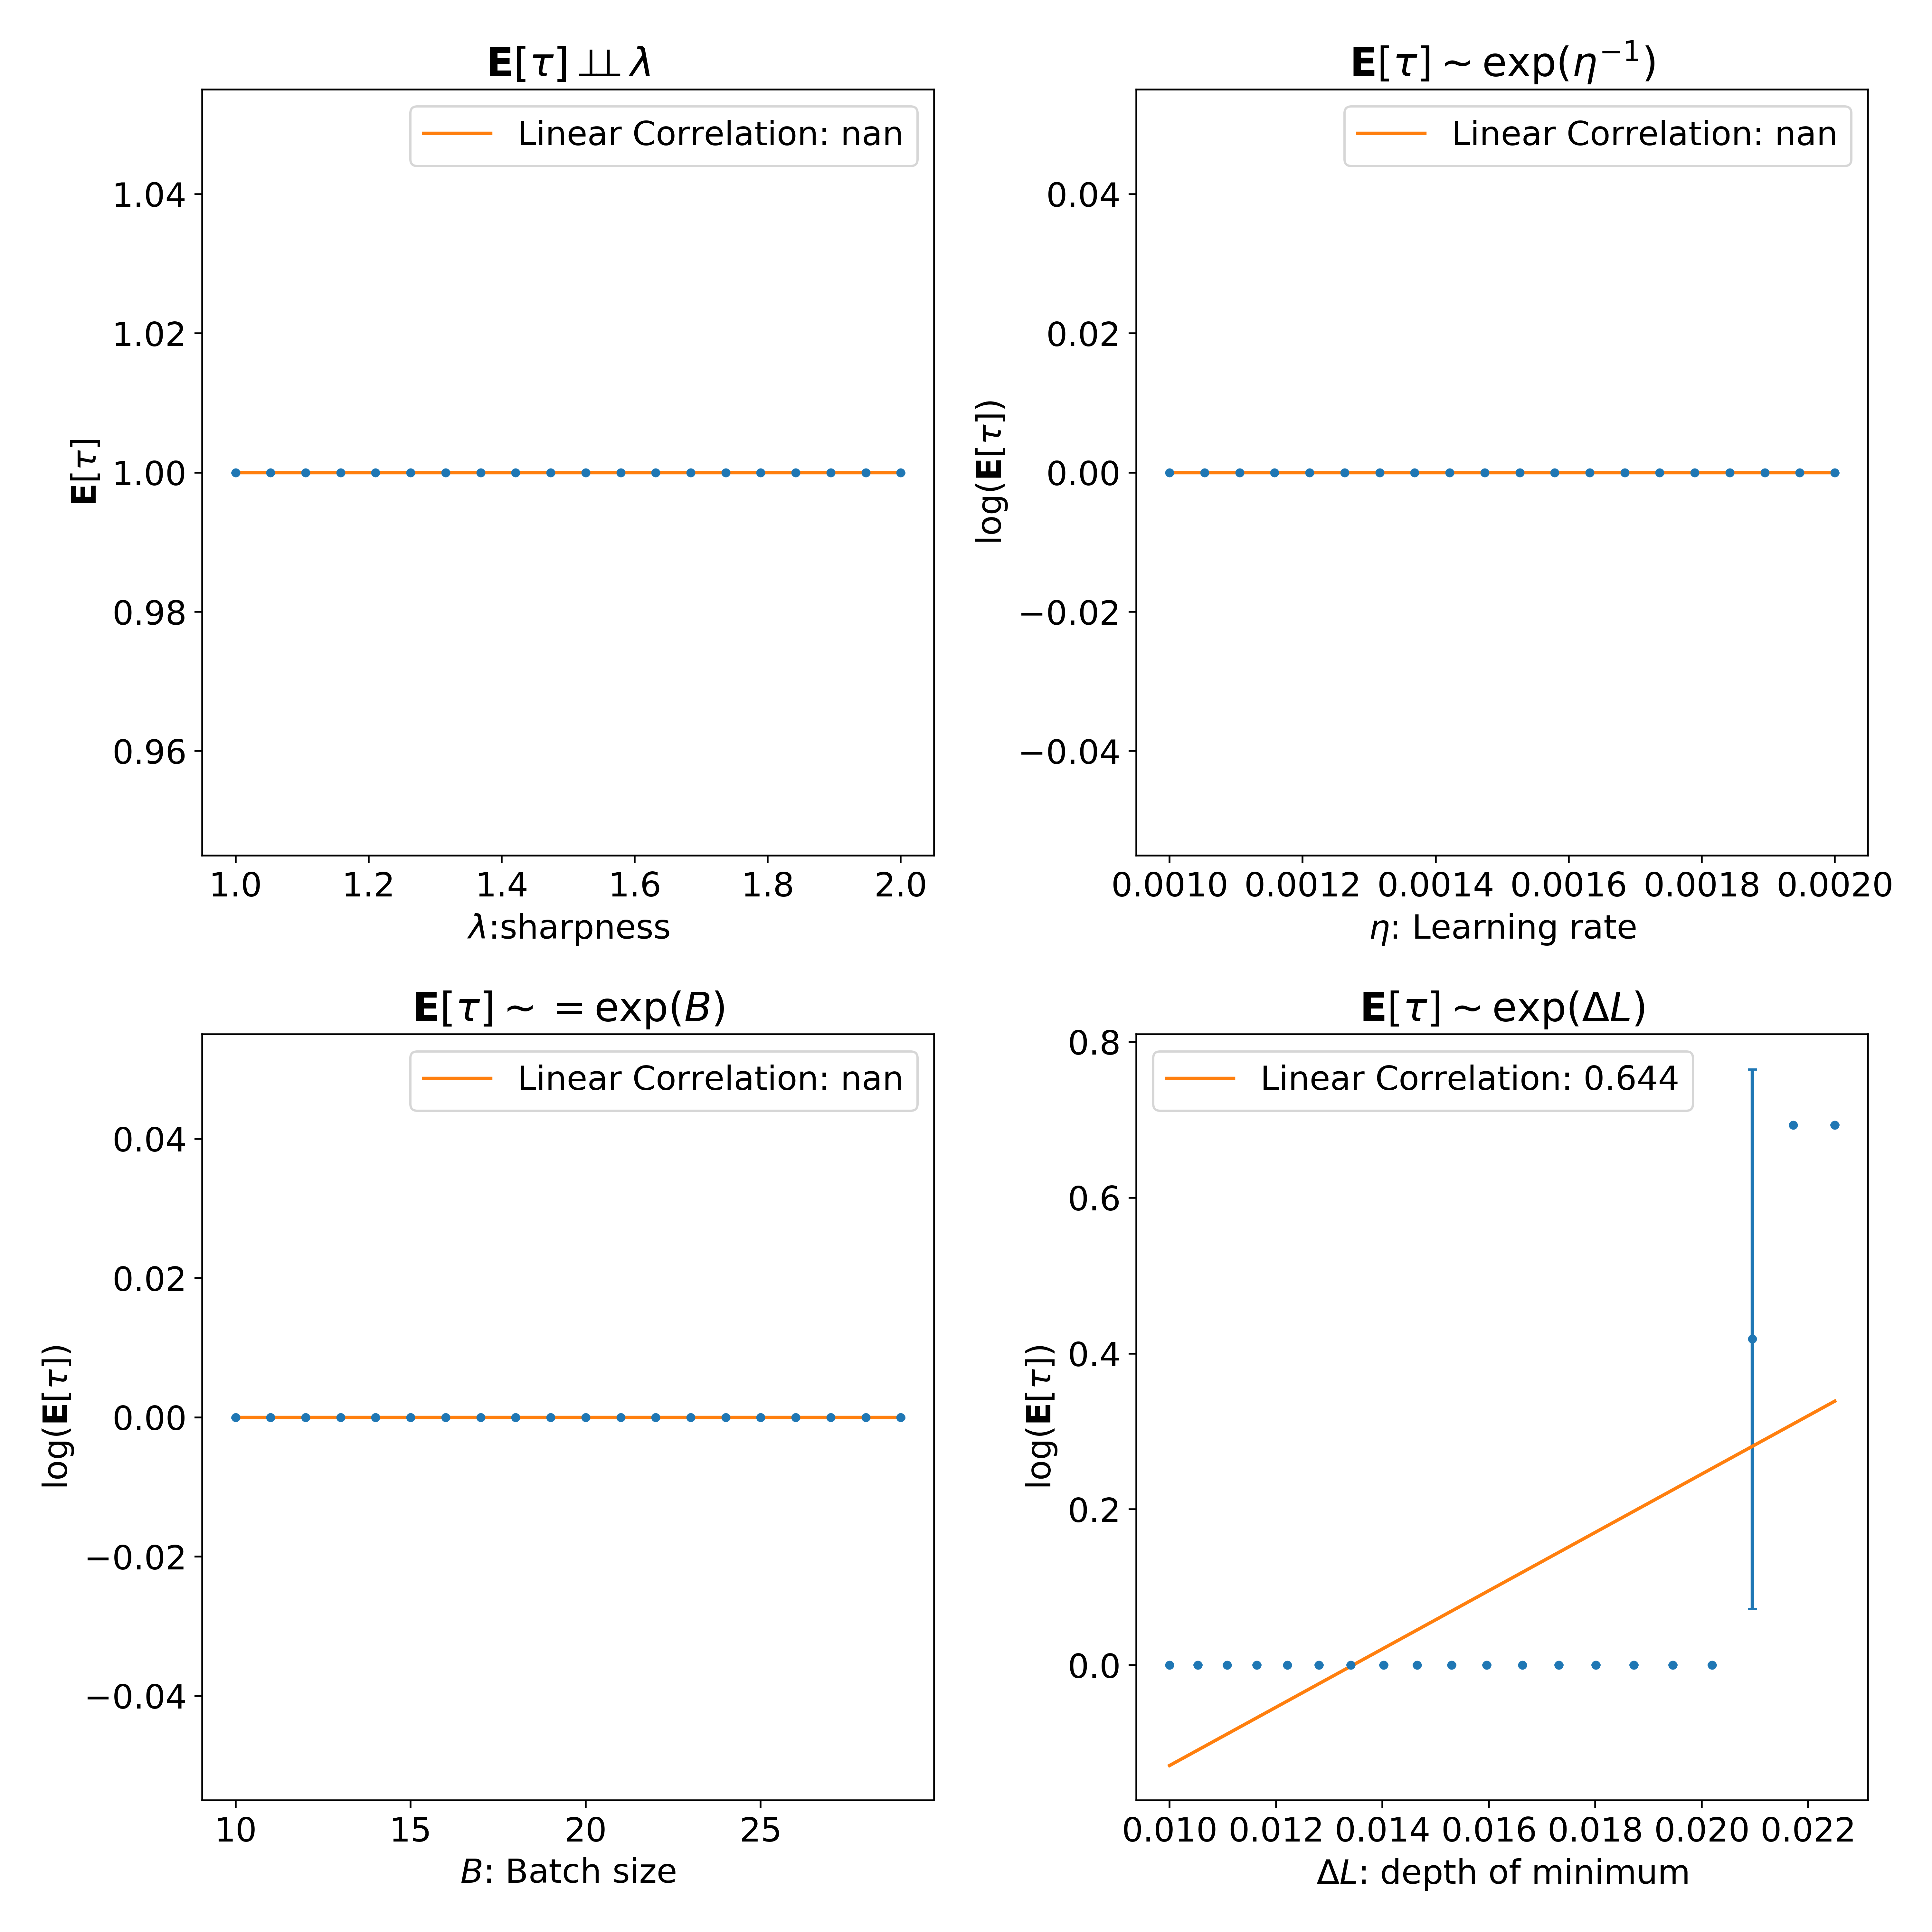 𝐄[τ] ⊥⊥ λ
Linear Correlation: nan
1.04
1.02
1.00
0.98
0.96
𝐄[τ]
1.0 1.2 1.4 1.6 1.8 2.0
λ:sharpness
𝐄[τ] ∼ exp(η⁻¹)
Linear Correlation: nan
0.04
0.02
0.00
−0.02
−0.04
log(𝐄[τ])
0.0010 0.0012 0.0014 0.0016 0.0018 0.0020
η: Learning rate
𝐄[τ] ∼ = exp(B)
Linear Correlation: nan
0.04
0.02
0.00
−0.02
−0.04
log(𝐄[τ])
10 15 20 25
B: Batch size
𝐄[τ] ∼ exp(ΔL)
Linear Correlation: 0.644
0.8
0.6
0.4
0.2
0.0
log(𝐄[τ])
0.010 0.012 0.014 0.016 0.018 0.020 0.022
ΔL: depth of minimum